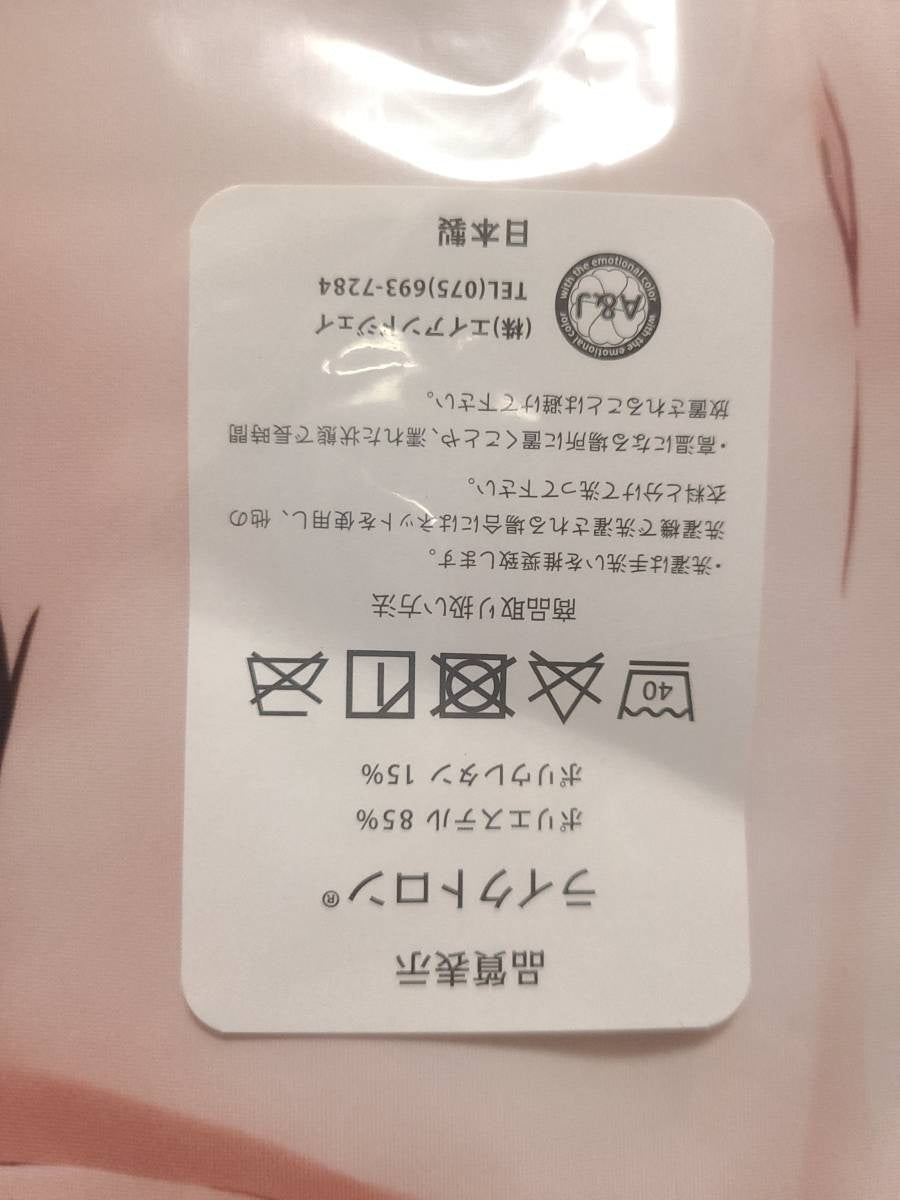 品質表示
ライクトロン®
ポリエステル 85%
ポリウレタン 15%
40
商品取り扱い方法
・洗濯は手洗いを推奨致します。
洗濯機で洗濯される場合にはネットを使用し、他の
衣料と分けて洗って下さい。
・高温になる場所に置くことや、濡れた状態で長時間
放置されることは避けて下さい。
with the emotional color
A&J
with the emotional color
(株)エイアンドジェイ
TEL(075)693-7284
日本製